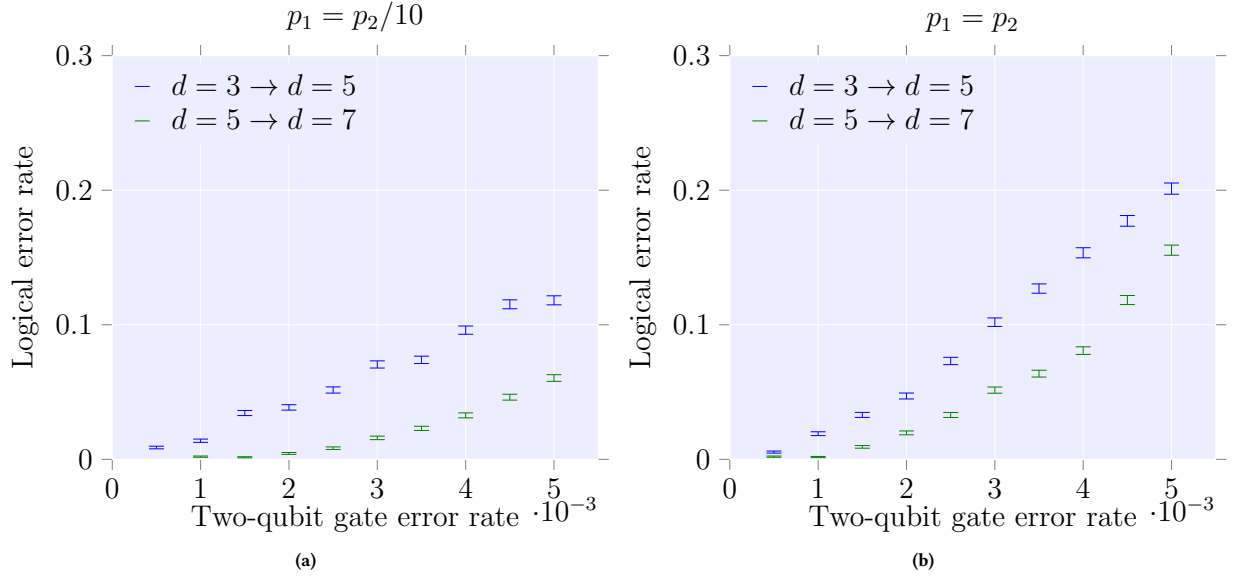 p₁ = p₂/10
0.3
0.2
0.1
0
Logical error rate
d = 3 → d = 5
d = 5 → d = 7
0 1 2 3 4 5
Two-qubit gate error rate ·10⁻³
(a)
p₁ = p₂
0.3
0.2
0.1
0
Logical error rate
d = 3 → d = 5
d = 5 → d = 7
0 1 2 3 4 5
Two-qubit gate error rate ·10⁻³
(b)